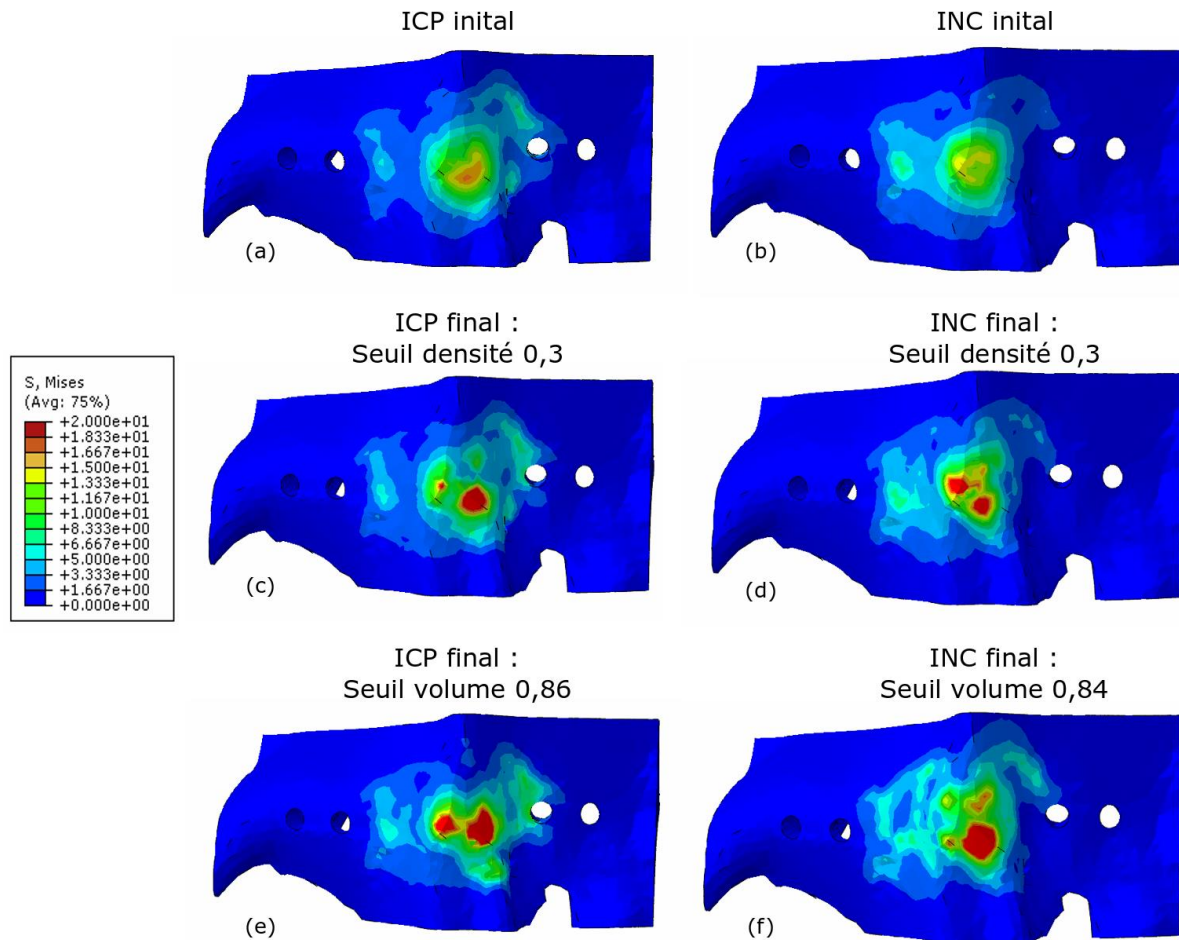 ICP inital
INC inital
(a)
(b)
ICP final :
Seuil densité 0,3
INC final :
Seuil densité 0,3
S, Mises
(Avg: 75%)
+2.000e+01
+1.833e+01
+1.667e+01
+1.500e+01
+1.333e+01
+1.167e+01
+1.000e+01
+8.333e+00
+6.667e+00
+5.000e+00
+3.333e+00
+1.667e+00
+0.000e+00
(c)
(d)
ICP final :
Seuil volume 0,86
INC final :
Seuil volume 0,84
(e)
(f)